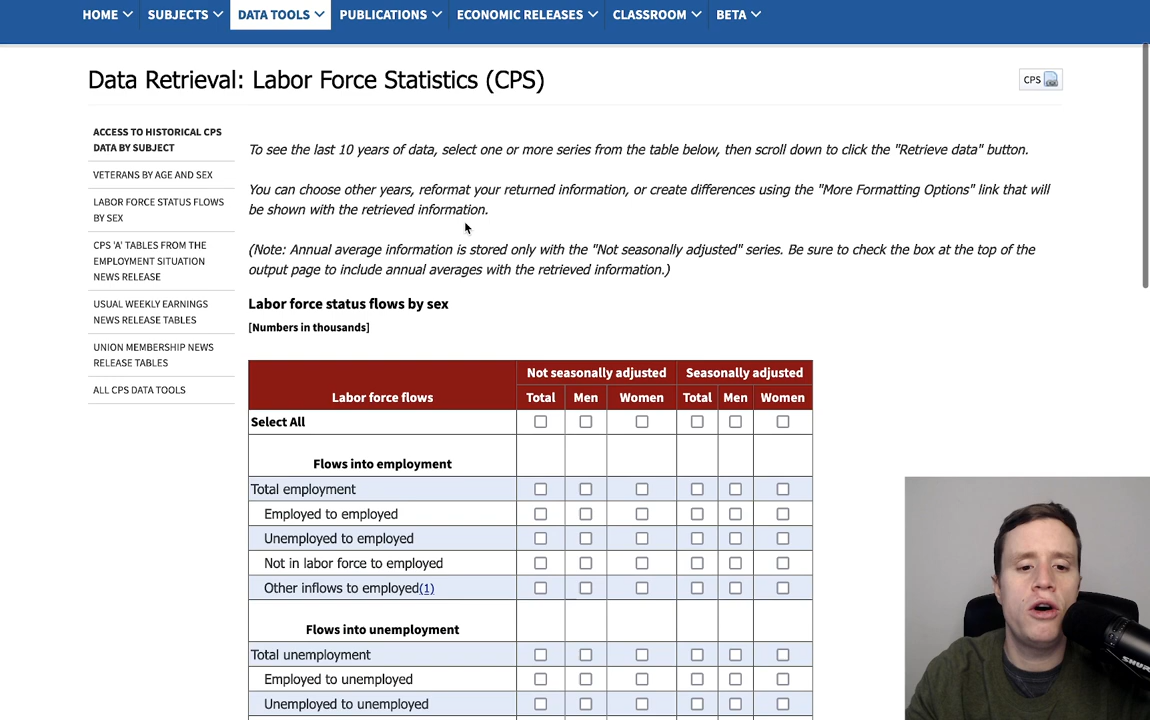 HOME SUBJECTS DATA TOOLS PUBLICATIONS ECONOMIC RELEASES CLASSROOM BETA
Data Retrieval: Labor Force Statistics (CPS)
CPS
ACCESS TO HISTORICAL CPS
DATA BY SUBJECT
VETERANS BY AGE AND SEX
LABOR FORCE STATUS FLOWS
BY SEX
CPS 'A' TABLES FROM THE
EMPLOYMENT SITUATION
NEWS RELEASE
USUAL WEEKLY EARNINGS
NEWS RELEASE TABLES
UNION MEMBERSHIP NEWS
RELEASE TABLES
ALL CPS DATA TOOLS
To see the last 10 years of data, select one or more series from the table below, then scroll down to click the "Retrieve data" button.
You can choose other years, reformat your returned information, or create differences using the "More Formatting Options" link that will
be shown with the retrieved information.
(Note: Annual average information is stored only with the "Not seasonally adjusted" series. Be sure to check the box at the top of the
output page to include annual averages with the retrieved information.)
Labor force status flows by sex
[Numbers in thousands]
Not seasonally adjusted Seasonally adjusted
Labor force flows Total Men Women Total Men Women
Select All
Flows into employment
Total employment
Employed to employed
Unemployed to employed
Not in labor force to employed
Other inflows to employed(1)
Flows into unemployment
Total unemployment
Employed to unemployed
Unemployed to unemployed
SHURE